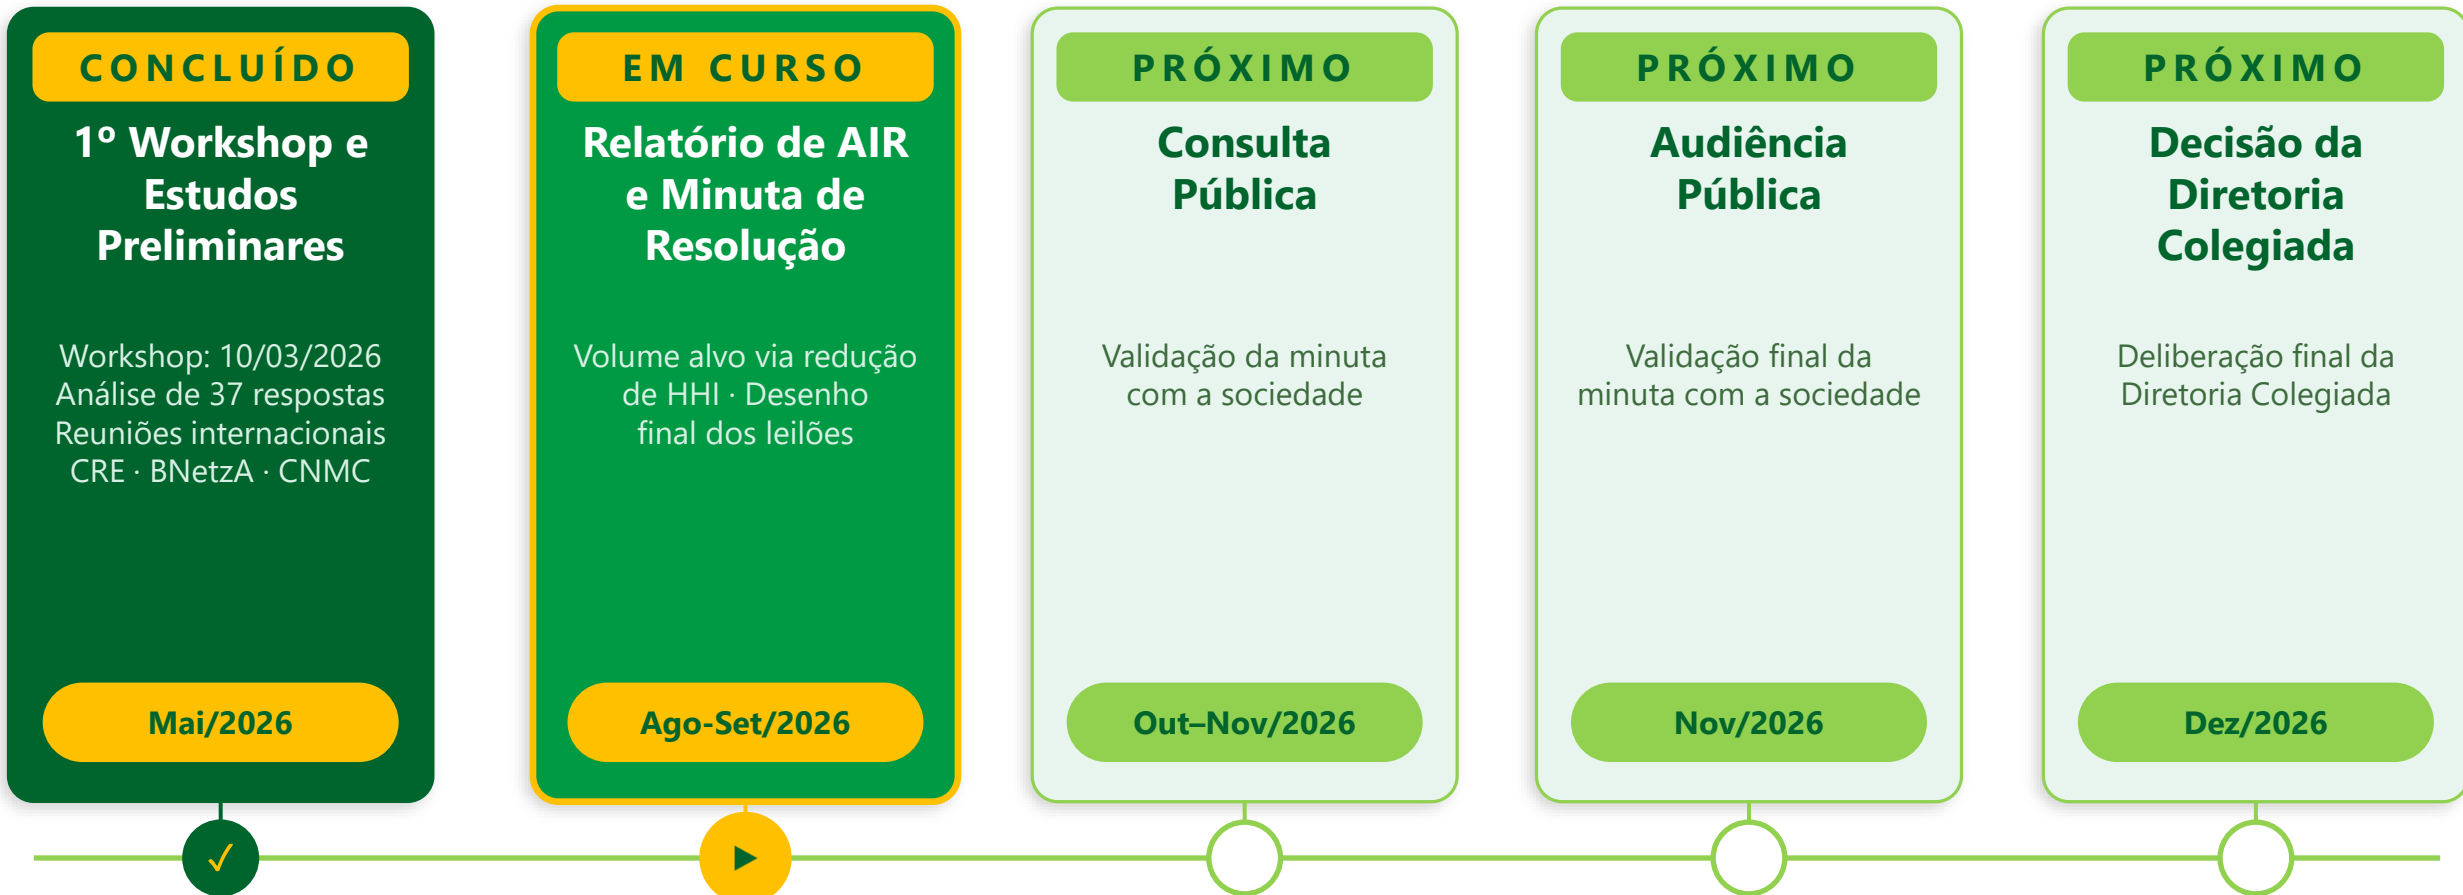 CONCLUÍDO
1º Workshop e
Estudos
Preliminares
Workshop: 10/03/2026
Análise de 37 respostas
Reuniões internacionais
CRE · BNetzA · CNMC
Mai/2026
✓
EM CURSO
Relatório de AIR
e Minuta de
Resolução
Volume alvo via redução
de HHI · Desenho
final dos leilões
Ago-Set/2026
▶
PRÓXIMO
Consulta
Pública
Validação da minuta
com a sociedade
Out–Nov/2026
PRÓXIMO
Audiência
Pública
Validação final da
minuta com a sociedade
Nov/2026
PRÓXIMO
Decisão da
Diretoria
Colegiada
Deliberação final da
Diretoria Colegiada
Dez/2026